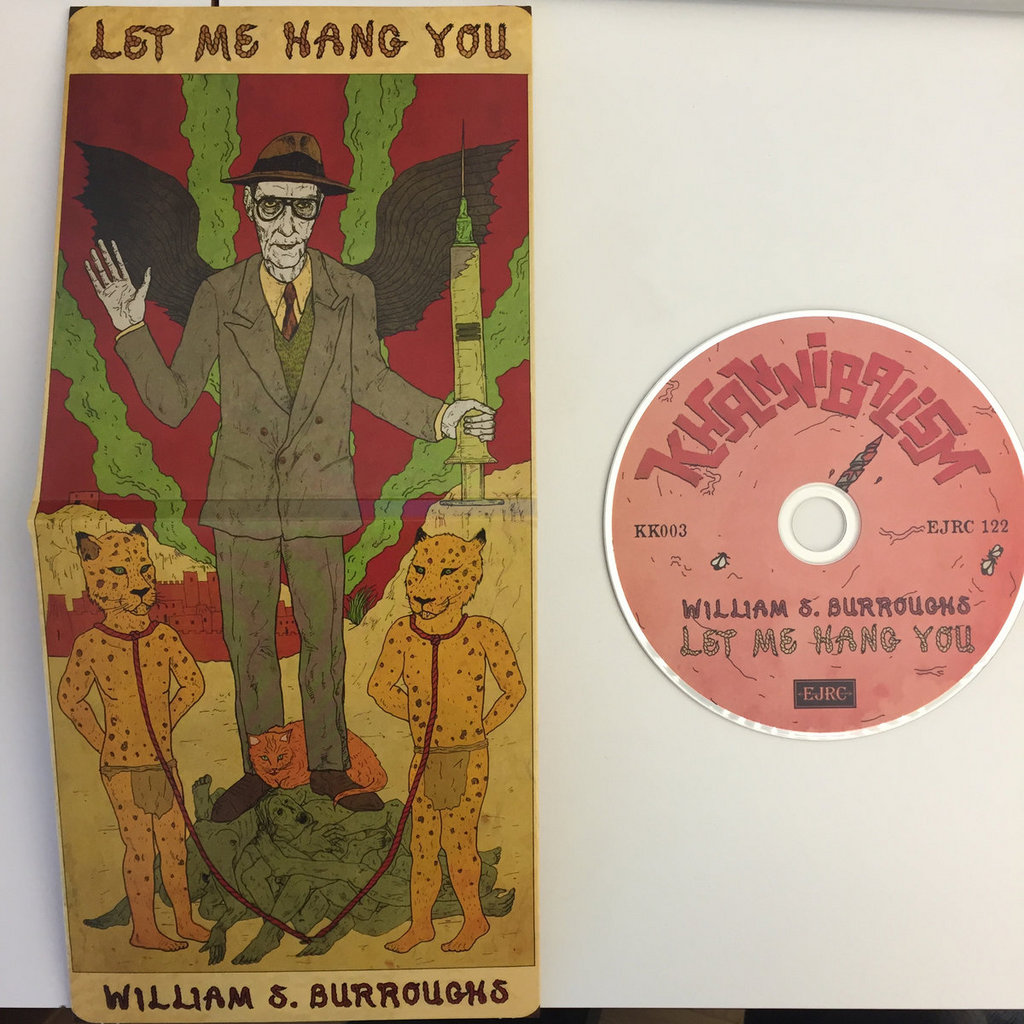 LET ME HANG YOU
WILLIAM S. BURROUGHS
KHANNiBALiSM
KK003
EJRC 122
WILLIAM S. BURROUGHS
LET ME HANG YOU
EJRC